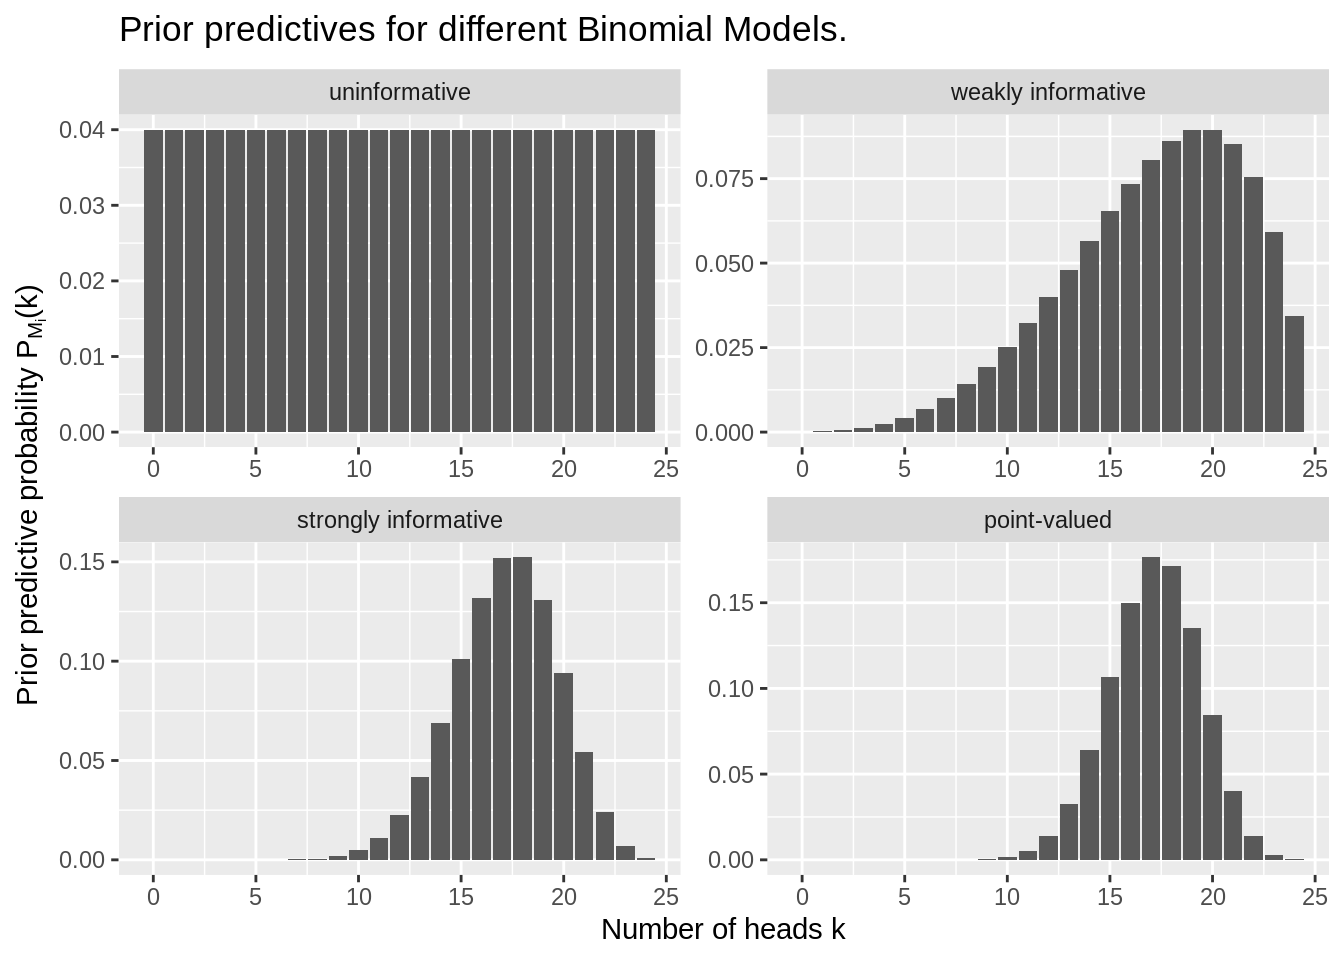 Prior predictives for different Binomial Models.
uninformative
weakly informative
0.04
0.03
0.02
0.01
0.00
0.075
0.050
0.025
0.000
0 5 10 15 20 25
0 5 10 15 20 25
Prior predictive probability P_{M_i}(k)
strongly informative
point-valued
0.15
0.10
0.05
0.00
0.15
0.10
0.05
0.00
0 5 10 15 20 25
0 5 10 15 20 25
Number of heads k